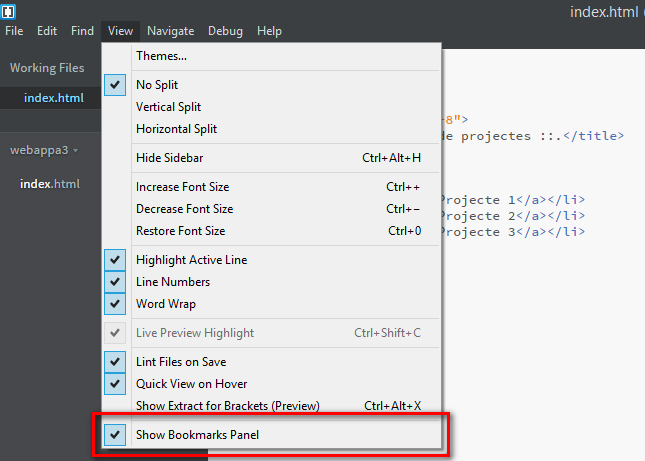 index.html (
File Edit Find View Navigate Debug Help
Working Files
index.html
webappa3
index.html
Themes...
No Split
Vertical Split
Horizontal Split
Hide Sidebar Ctrl+Alt+H
Increase Font Size Ctrl++
Decrease Font Size Ctrl+−
Restore Font Size Ctrl+0
Highlight Active Line
Line Numbers
Word Wrap
Live Preview Highlight Ctrl+Shift+C
Lint Files on Save
Quick View on Hover
Show Extract for Brackets (Preview) Ctrl+Alt+X
Show Bookmarks Panel
8">
de projectes ::.</title>
Projecte 1</a></li>
Projecte 2</a></li>
Projecte 3</a></li>